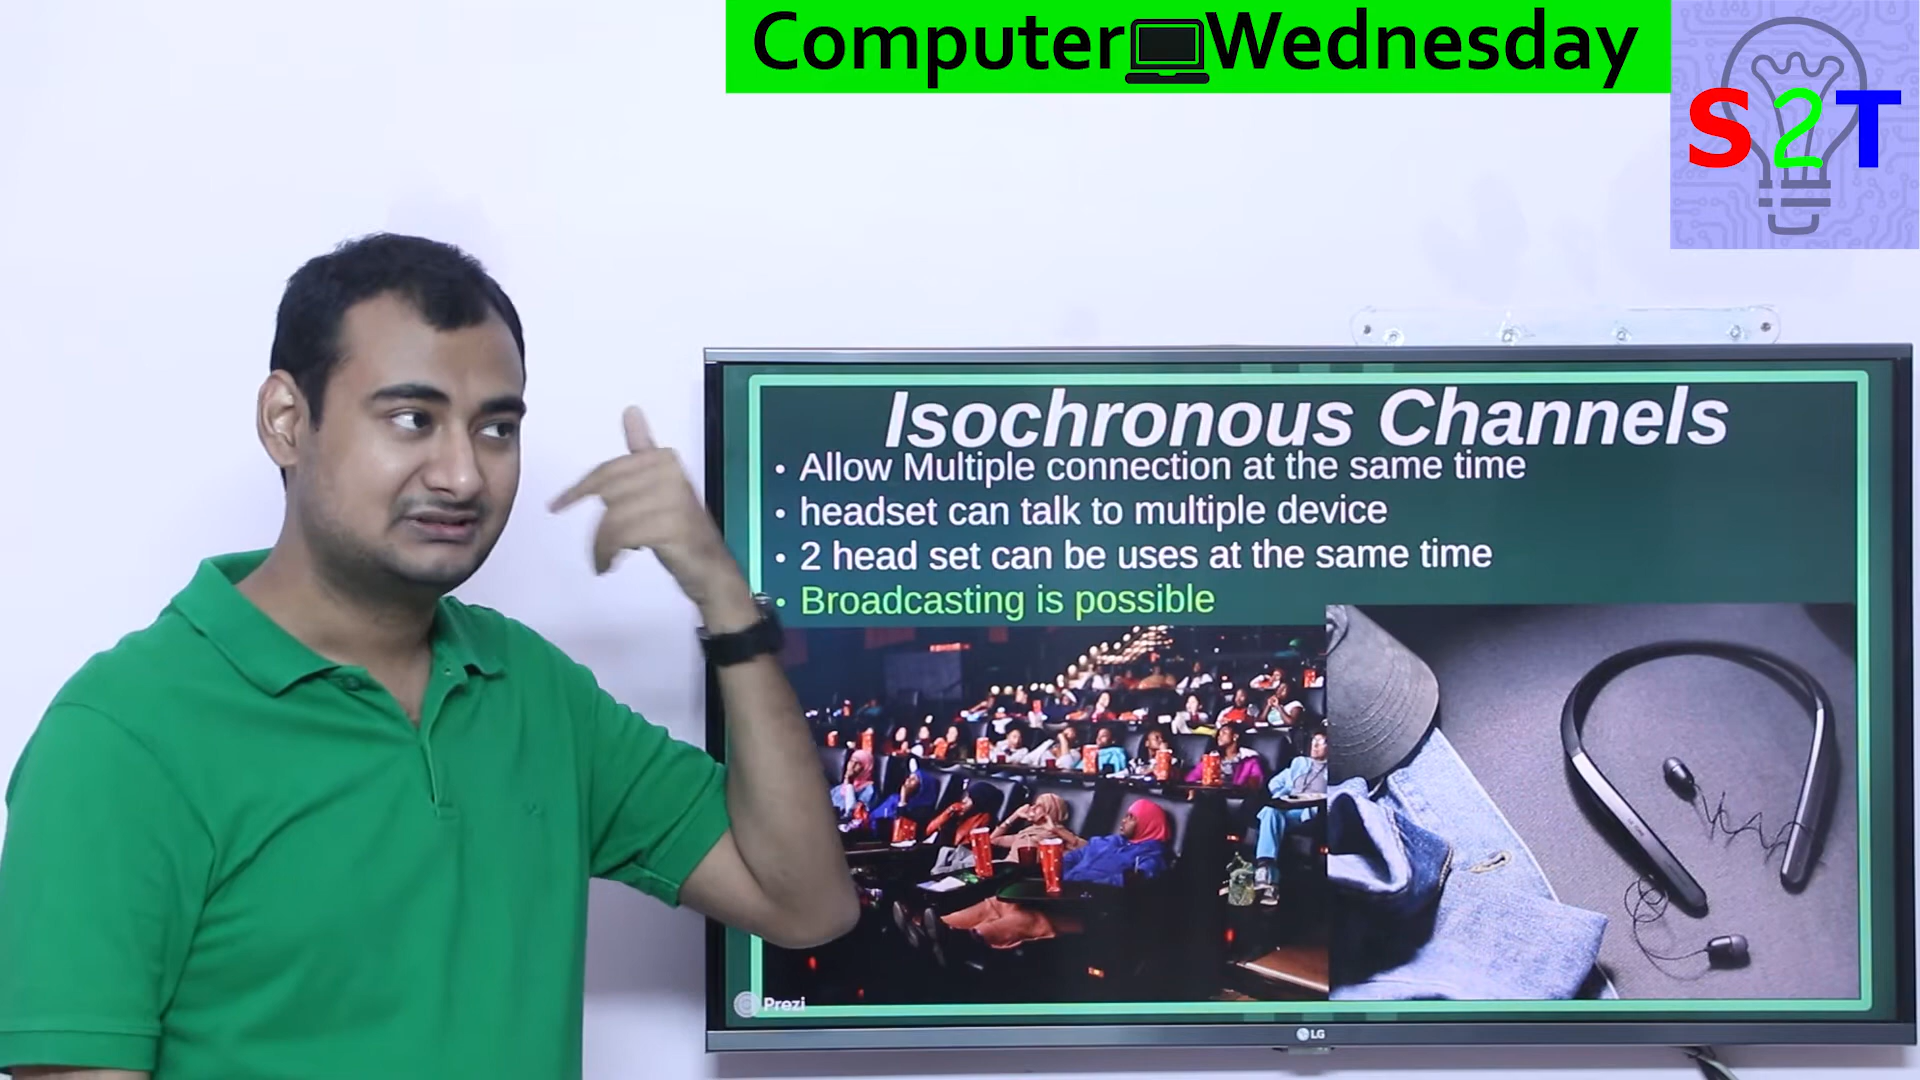 Computer Wednesday
S2T
Isochronous Channels
• Allow Multiple connection at the same time
• headset can talk to multiple device
• 2 head set can be uses at the same time
• Broadcasting is possible
Prezi
LG